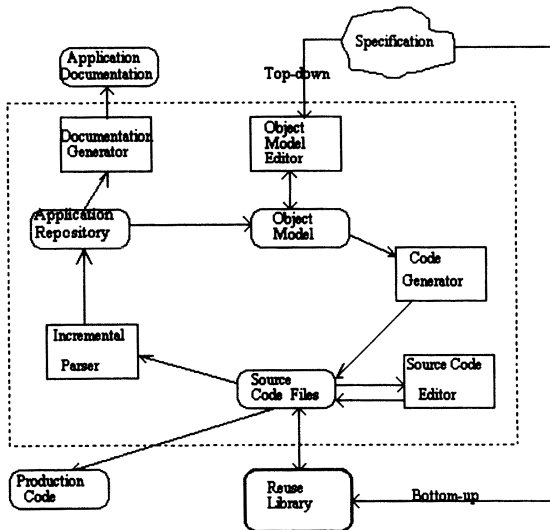 Specification
Application
Documentation
Top-down
Documentation
Generator
Object
Model
Editor
Application
Repository
Object
Model
Code
Generator
Incremental
Parser
Source
Code Files
Source Code
Editor
Production
Code
Reuse
Library
Bottom-up